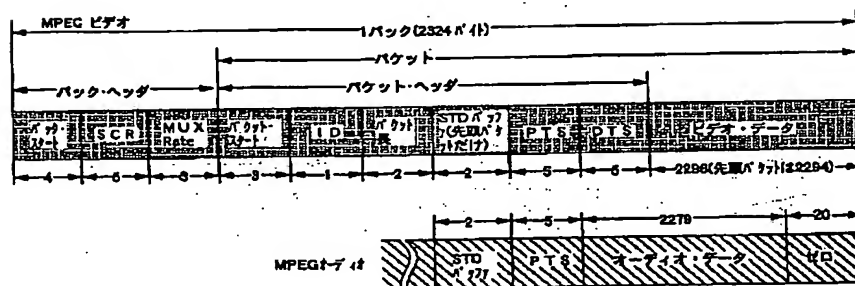 MPEG ビデオ
1パック(2324バイト)
パケット
パック・ヘッダ
パケット・ヘッダ
パック・
スタート
SCR
MUX
Rate
パケット・
スタート
ID
パケット
長
STDバッフ
ァ(先頭パケ
ットだけ)
PTS
DTS
ビデオ・データ
4
3
3
1
2
2
5
2296(先頭パケットは2294)
2
5
2279
20
MPEGオーディオ
STD
バッファ
PTS
オーディオ・データ
ゼロ